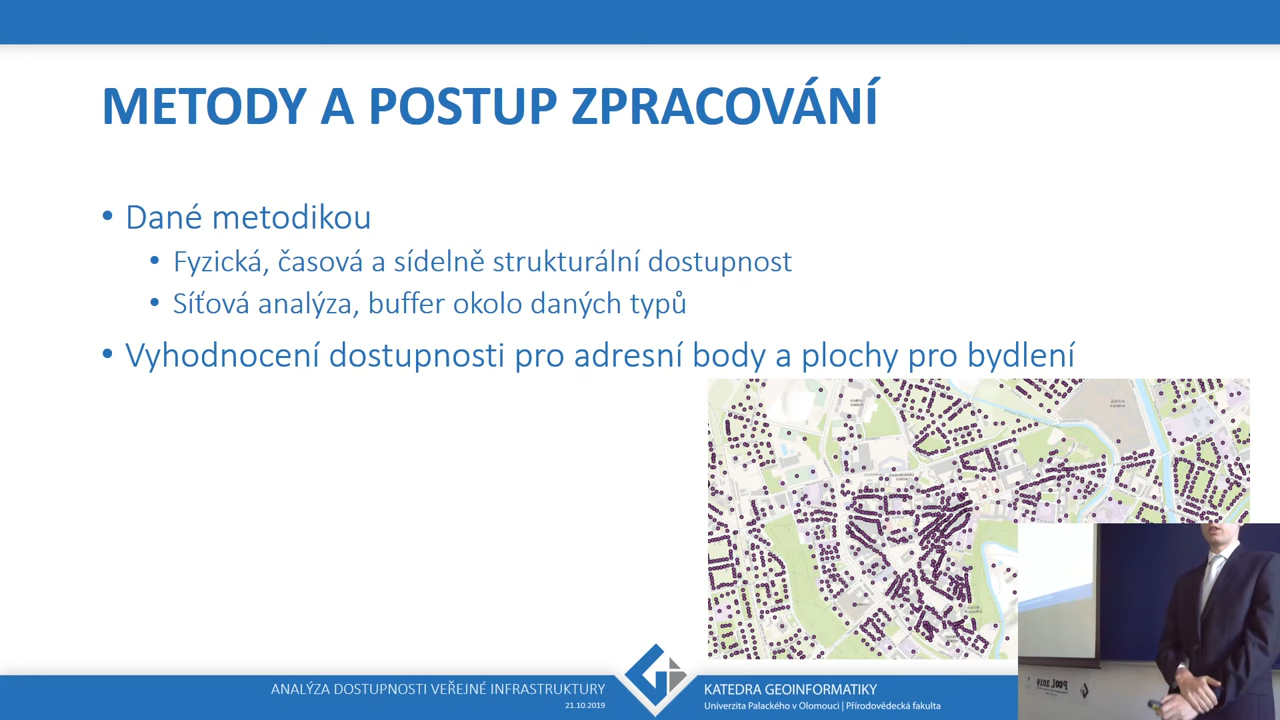 METODY A POSTUP ZPRACOVÁNÍ
• Dané metodikou
• Fyzická, časová a sídelně strukturální dostupnost
• Síťová analýza, buffer okolo daných typů
• Vyhodnocení dostupnosti pro adresní body a plochy pro bydlení
ANALÝZA DOSTUPNOSTI VEŘEJNÉ INFRASTRUKTURY
21.10.2019
KATEDRA GEOINFORMATIKY
Univerzita Palackého v Olomouci | Přírodovědecká fakulta